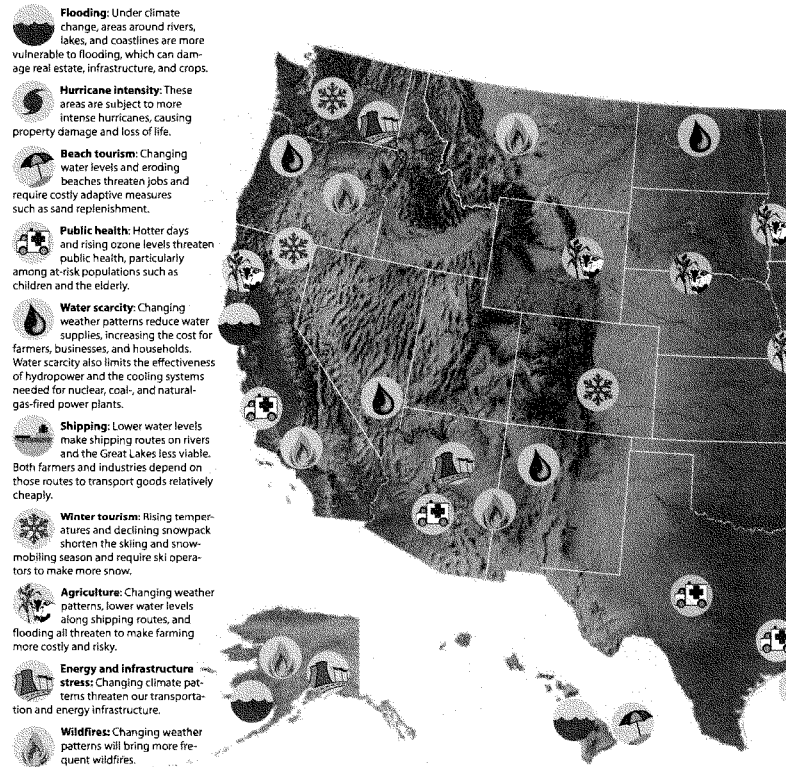 Flooding: Under climate
change, areas around rivers,
lakes, and coastlines are more
vulnerable to flooding, which can dam-
age real estate, infrastructure, and crops.
Hurricane intensity: These
areas are subject to more
intense hurricanes, causing
property damage and loss of life.
Beach tourism: Changing
water levels and eroding
beaches threaten jobs and
require costly adaptive measures
such as sand replenishment.
Public health: Hotter days
and rising ozone levels threaten
public health, particularly
among at-risk populations such as
children and the elderly.
Water scarcity: Changing
weather patterns reduce water
supplies, increasing the cost for
farmers, businesses, and households.
Water scarcity also limits the effectiveness
of hydropower and the cooling systems
needed for nuclear, coal-, and natural-
gas-fired power plants.
Shipping: Lower water levels
make shipping routes on rivers
and the Great Lakes less viable.
Both farmers and industries depend on
those routes to transport goods relatively
cheaply.
Winter tourism: Rising temper-
atures and declining snowpack
shorten the skiing and snow-
mobiling season and require ski opera-
tors to make more snow.
Agriculture: Changing weather
patterns, lower water levels
along shipping routes, and
flooding all threaten to make farming
more costly and risky.
Energy and infrastructure
stress: Changing climate pat-
terns threaten our transporta-
tion and energy infrastructure.
Wildfires: Changing weather
patterns will bring more fre-
quent wildfires.